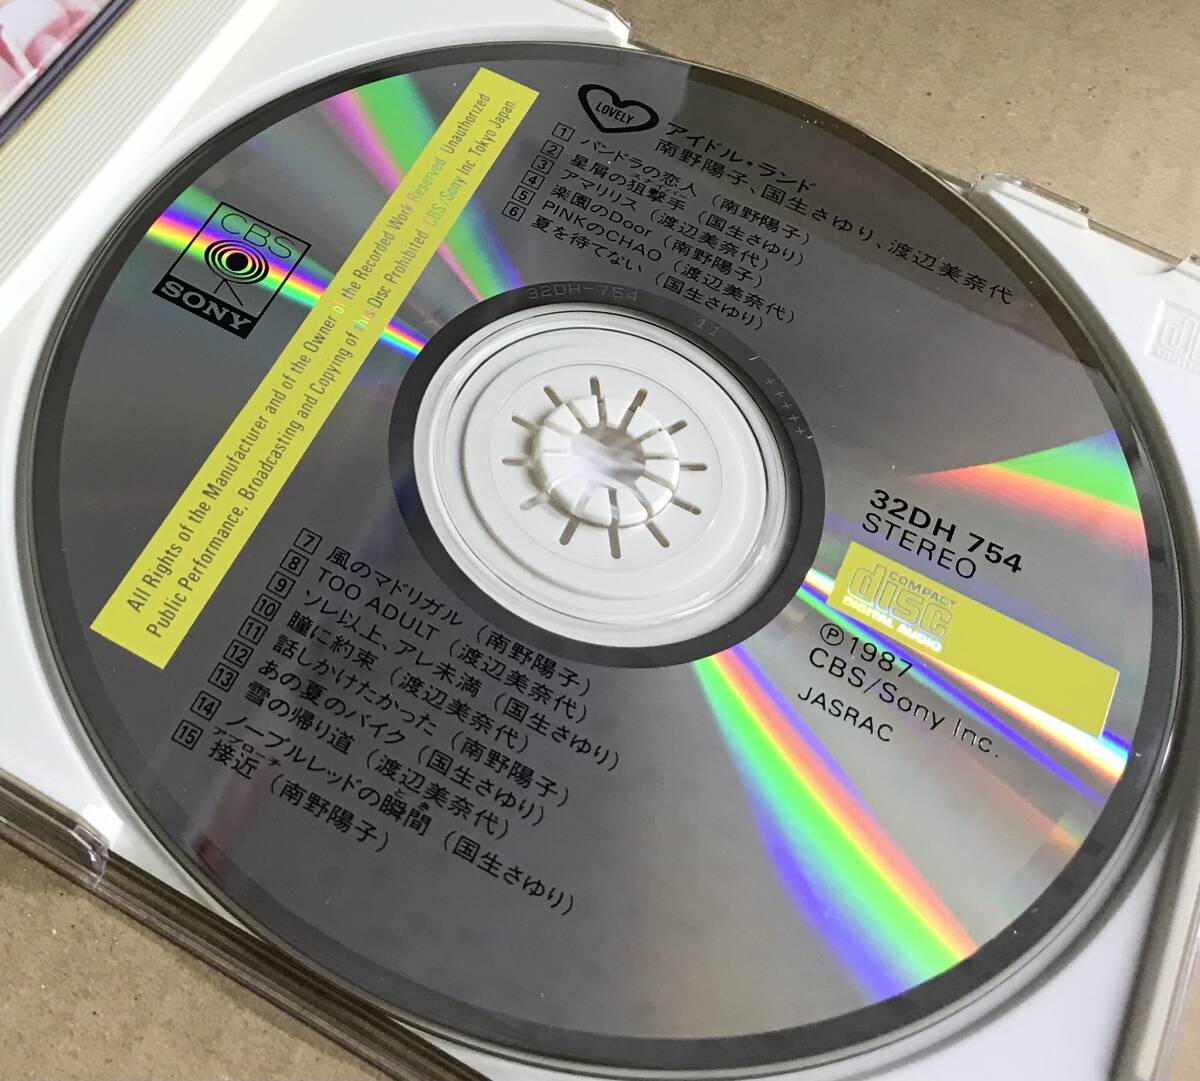 LOVELY
アイドル・ランド
南野陽子、国生さゆり、渡辺美奈代
1 パンドラの恋人 (南野陽子)
2 星屑の狙撃手 (国生さゆり)
3 アマリリス (渡辺美奈代)
4 楽園のDoor (南野陽子)
5 PINKのCHAO (渡辺美奈代)
6 夏を待てない (国生さゆり)
CBS
SONY
All Rights of the Manufacturer and of the Owner of the Recorded Work Reserved Unauthorized
Public Performance, Broadcasting and Copying of this Disc Prohibited CBS/Sony Inc Tokyo Japan.
32DH-754
11
+++++
32DH 754
STEREO
COMPACT
disc
DIGITAL AUDIO
Ⓟ1987
CBS/Sony Inc.
JASRAC
7 風のマドリガル (南野陽子)
8 TOO ADULT (渡辺美奈代)
9 ソレ以上、アレ未満 (国生さゆり)
10 瞳に約束 (渡辺美奈代)
11 話しかけたかった (南野陽子)
12 あの夏のバイク (国生さゆり)
13 雪の帰り道 (渡辺美奈代)
14 ノーブルレッドの瞬間 (国生さゆり)
とき
アプローチ
15 接近 (南野陽子)